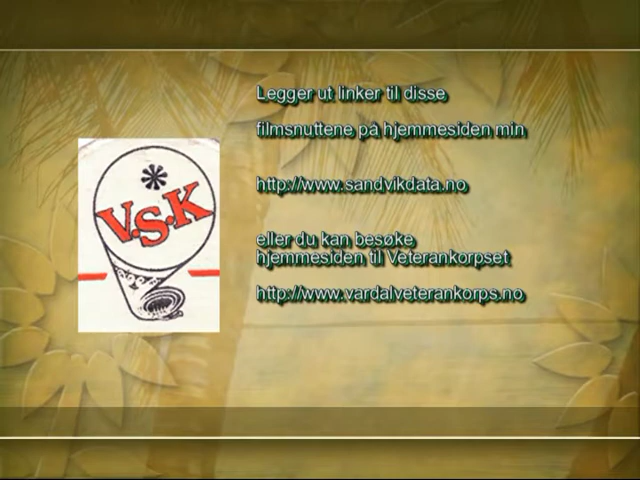 Legger ut linker til disse
filmsnuttene på hjemmesiden min
http://www.sandvikdata.no
V.S.K
eller du kan besøke
hjemmesiden til Veterankorpset
http://www.vardalveterankorps.no